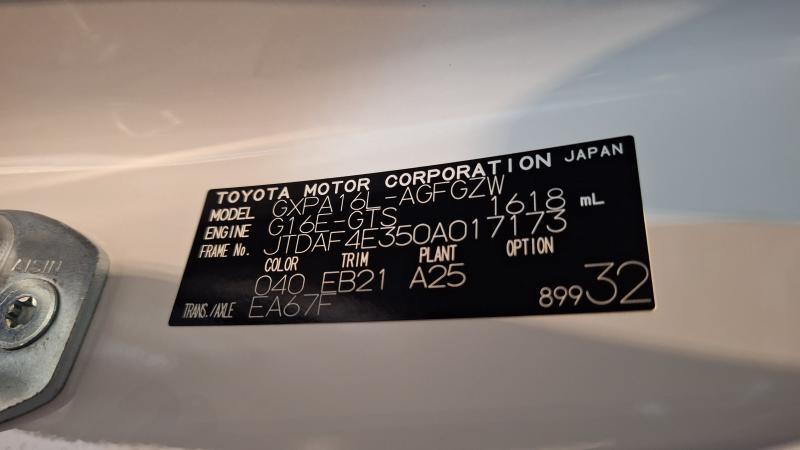 TOYOTA MOTOR CORPORATION JAPAN
MODEL GXPA16L-AGFGZW
ENGINE G16E-GTS 1618 mL
FRAME No. JTDAF4E350A017173
COLOR TRIM PLANT OPTION
040 EB21 A25
TRANS./AXLE EA67F 899 32
AISIN